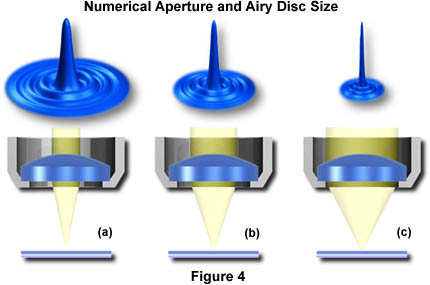 Numerical Aperture and Airy Disc Size
(a) (b) (c)
Figure 4